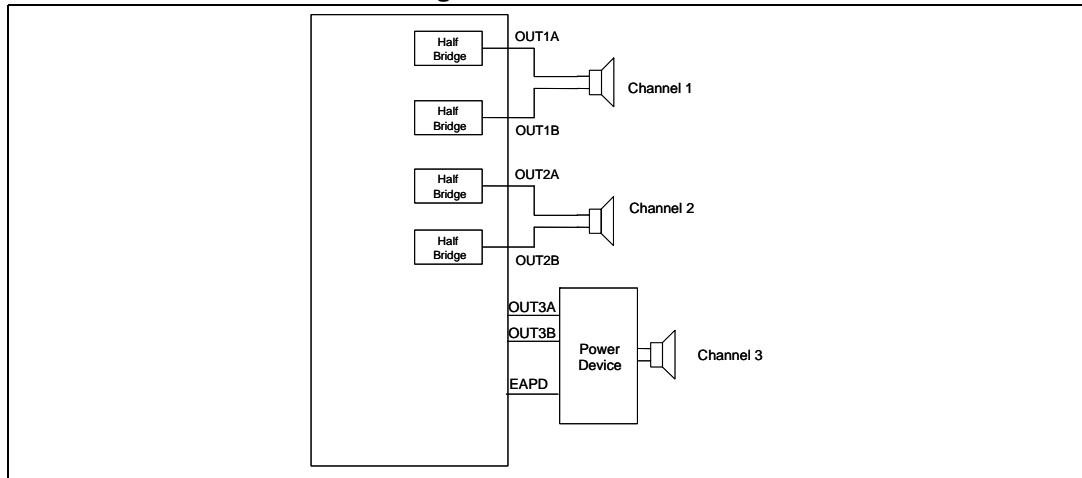 Half
Bridge
OUT1A
Channel 1
Half
Bridge
OUT1B
Half
Bridge
OUT2A
Channel 2
Half
Bridge
OUT2B
OUT3A
OUT3B
Power
Device
Channel 3
EAPD